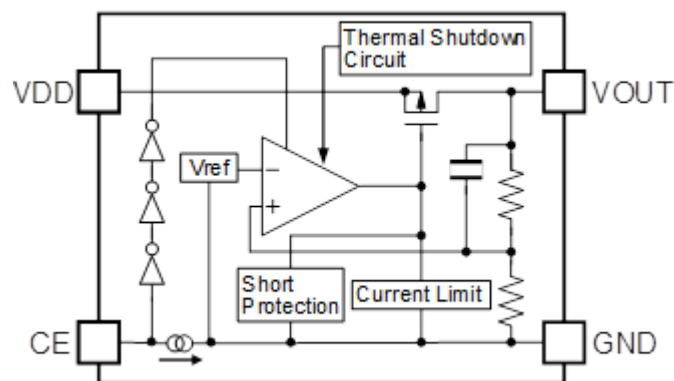 Thermal Shutdown
Circuit
VDD
VOUT
Vref
−
+
Short
Protection
Current Limit
CE
GND